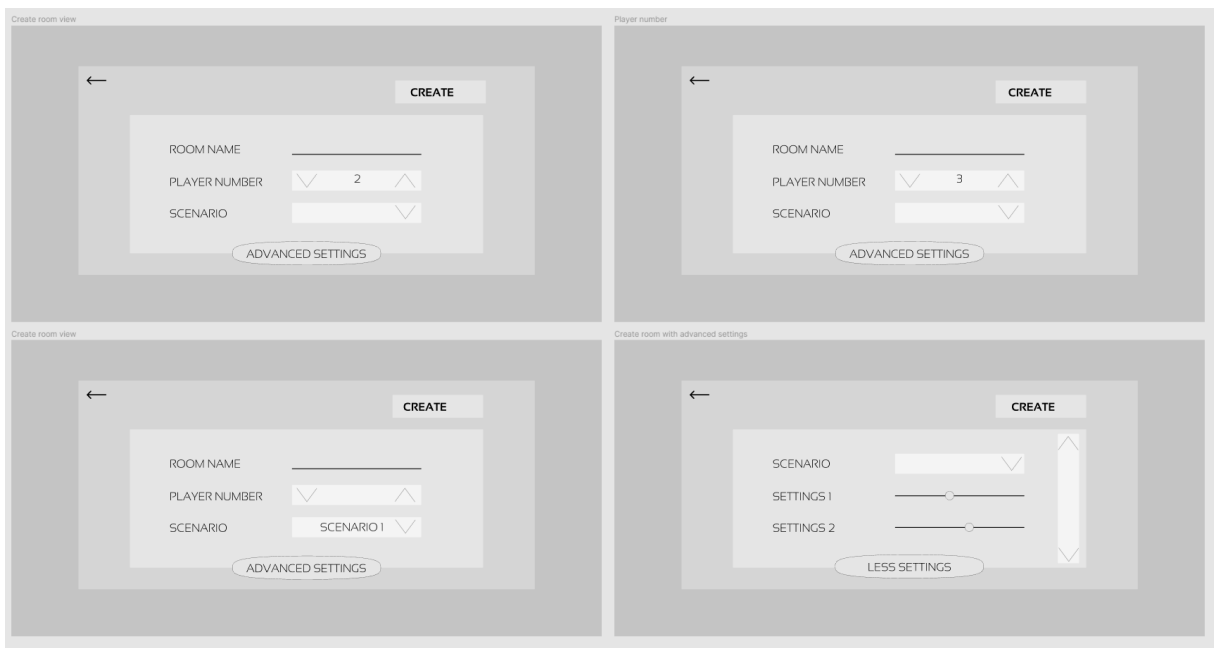 Create room view
CREATE
ROOM NAME
PLAYER NUMBER 2
SCENARIO
ADVANCED SETTINGS
Player number
CREATE
ROOM NAME
PLAYER NUMBER 3
SCENARIO
ADVANCED SETTINGS
Create room view
CREATE
ROOM NAME
PLAYER NUMBER
SCENARIO SCENARIO 1
ADVANCED SETTINGS
Create room with advanced settings
CREATE
SCENARIO
SETTINGS 1
SETTINGS 2
LESS SETTINGS